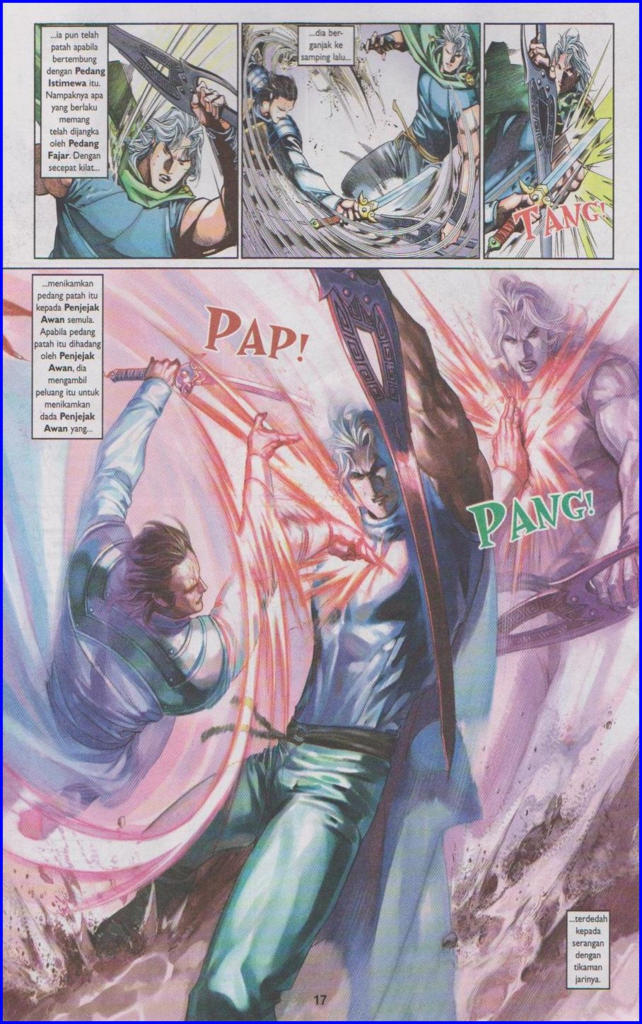 ...ia pun telah
patah apabila
bertembung
dengan Pedang
Istimewa itu.
Nampaknya apa
yang berlaku
memang
telah dijangka
oleh Pedang
Fajar. Dengan
secepat kilat...
...dia ber-
ganjak ke
samping lalu...
TANG!
...menikamkan
pedang patah itu
kepada Penjejak
Awan semula.
Apabila pedang
patah itu dihadang
oleh Penjejak
Awan, dia
mengambil
peluang itu untuk
menikamkan
dada Penjejak
Awan yang...
PAP!
PANG!
...terdedah
kepada
serangan
dengan
tikaman
jarinya.
17